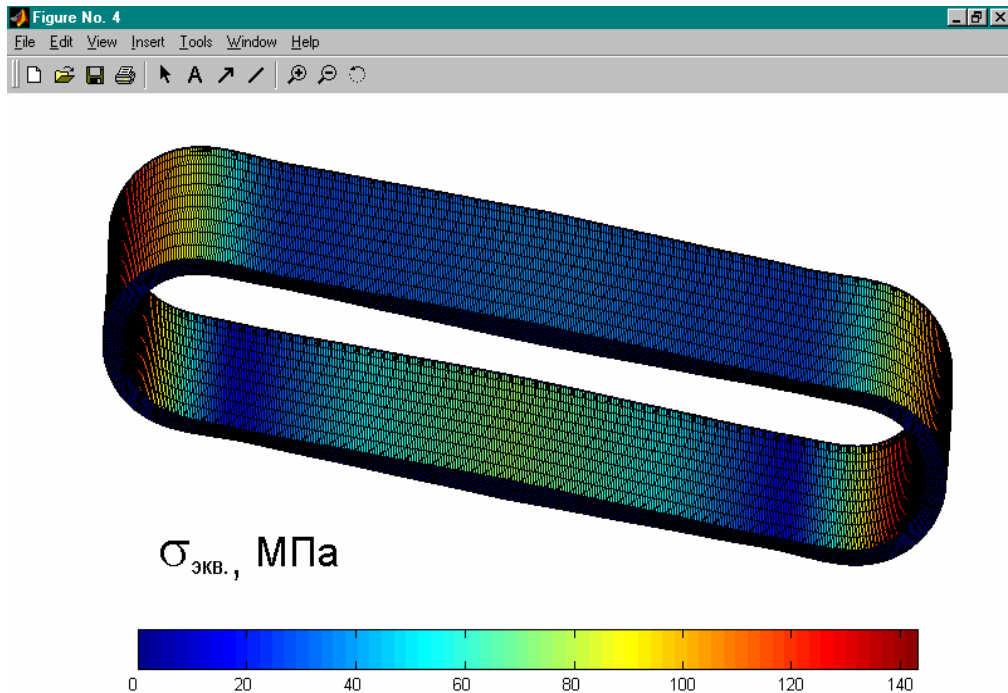 Figure No. 4
File Edit View Insert Tools Window Help
A
σэкв., МПа
0 20 40 60 80 100 120 140